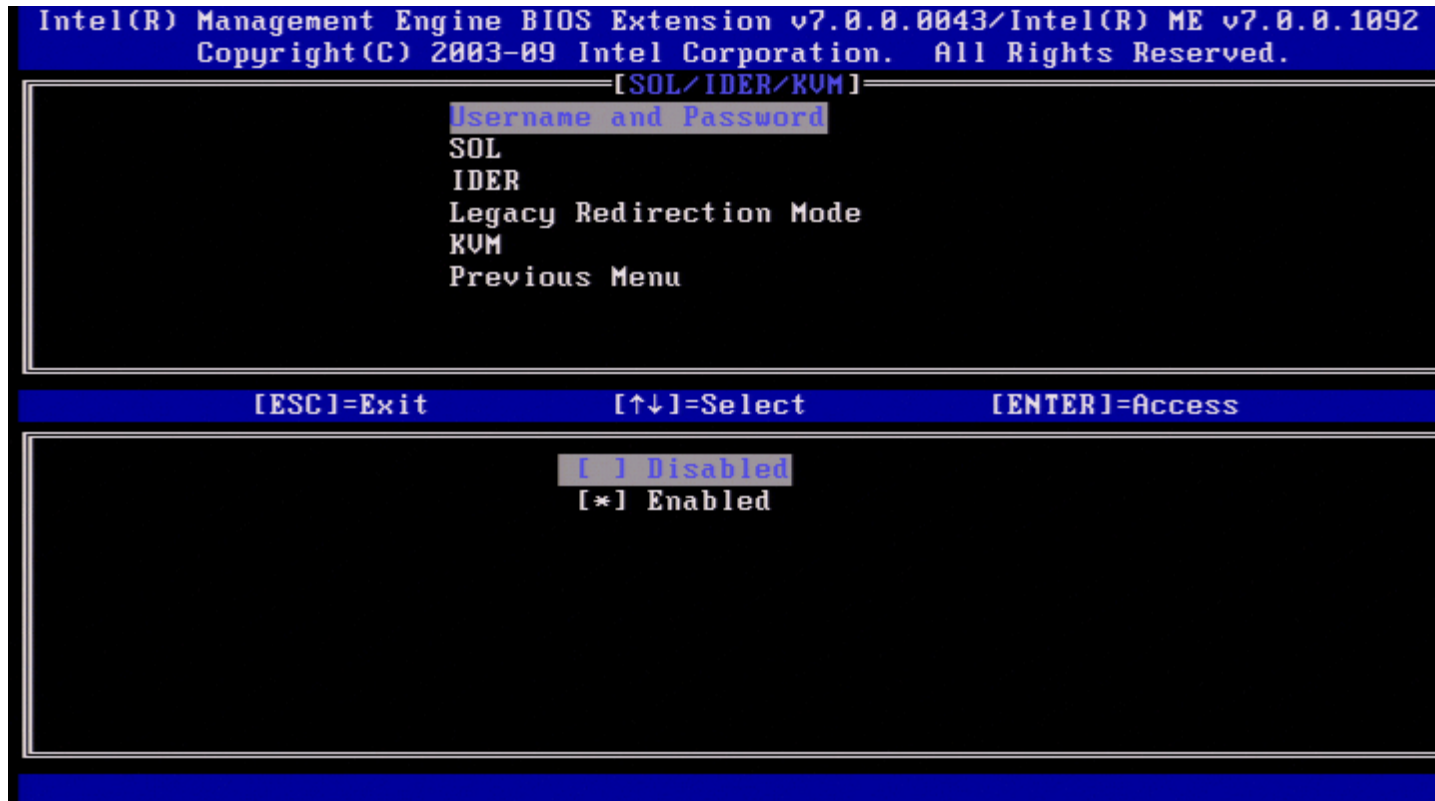 Intel(R) Management Engine BIOS Extension v7.0.0.0043/Intel(R) ME v7.0.0.1092
Copyright(C) 2003-09 Intel Corporation. All Rights Reserved.
[SOL/IDER/KVM]
Username and Password
SOL
IDER
Legacy Redirection Mode
KVM
Previous Menu
[ESC]=Exit [↑↓]=Select [ENTER]=Access
[ ] Disabled
[*] Enabled